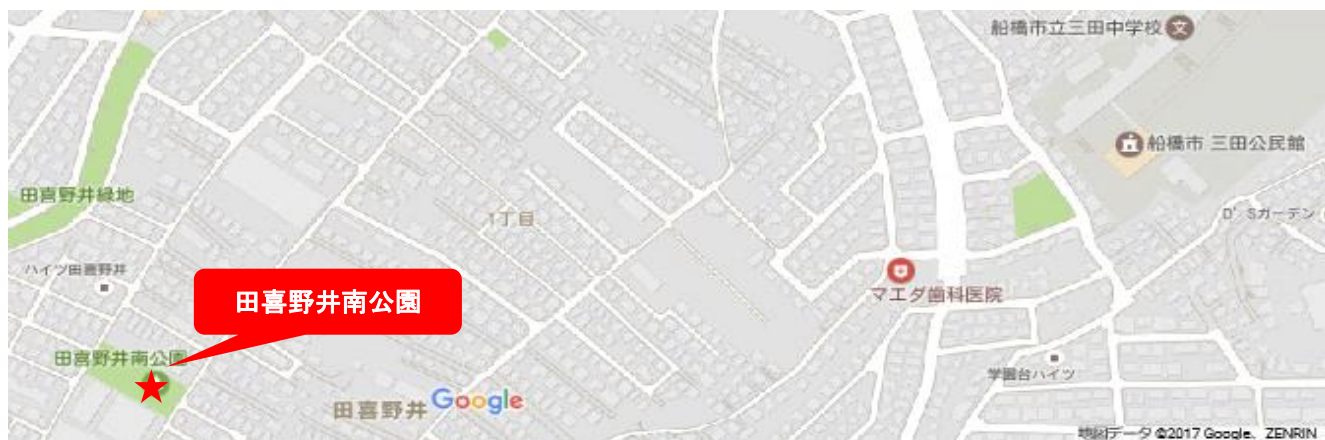 船橋市立三田中学校
文
船橋市 三田公民館
田喜野井緑地
1丁目
D'Sガーデン
ハイツ田喜野井
田喜野井南公園
マエダ歯科医院
田喜野井南公園
学園台ハイツ
田喜野井
Google
地図データ ©2017 Google、ZENRIN